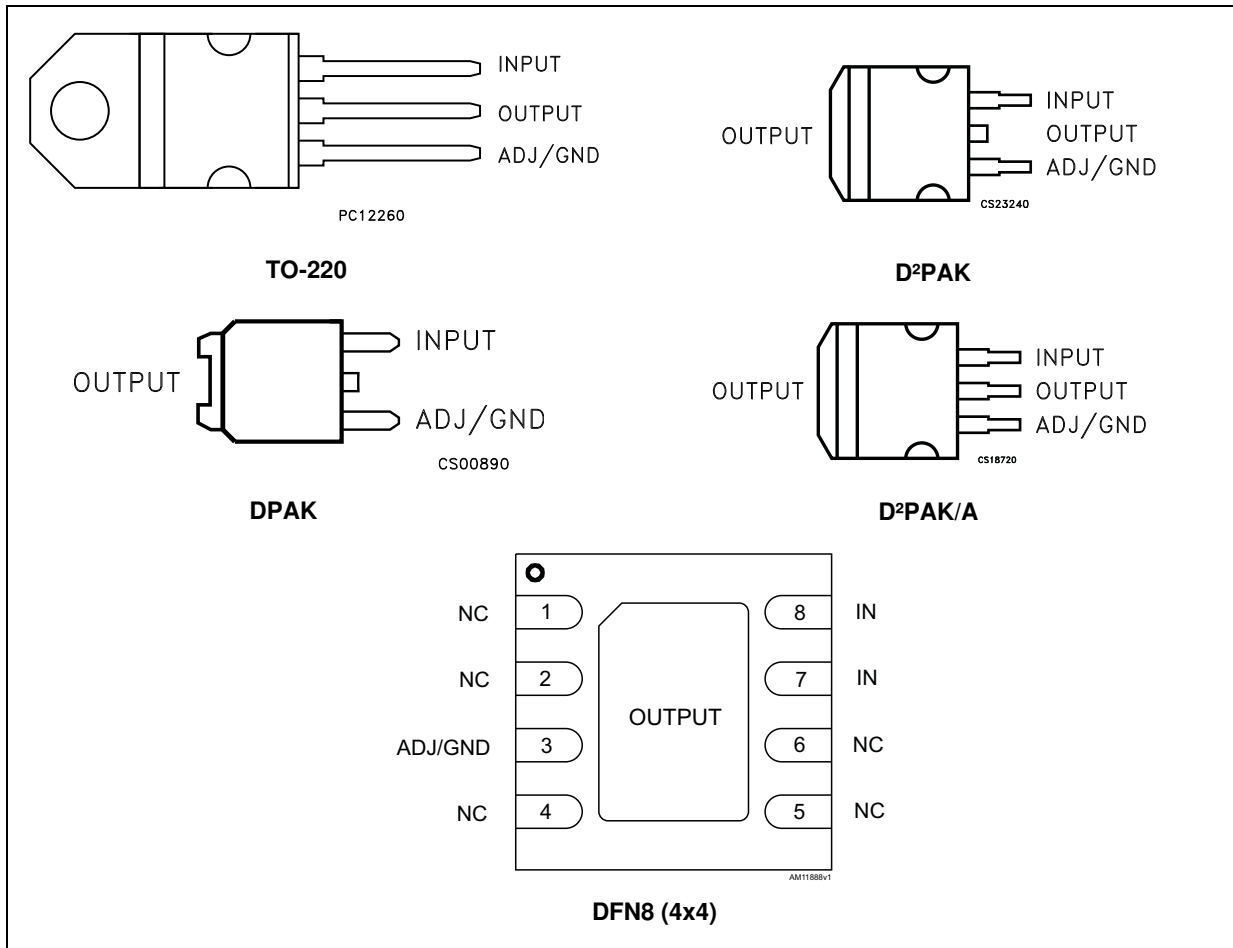 INPUT
OUTPUT
ADJ/GND
PC12260
TO-220
OUTPUT
INPUT
OUTPUT
ADJ/GND
CS23240
D²PAK
OUTPUT
INPUT
ADJ/GND
CS00890
DPAK
OUTPUT
INPUT
OUTPUT
ADJ/GND
CS18720
D²PAK/A
NC 1 8 IN
NC 2 7 IN
OUTPUT
ADJ/GND 3 6 NC
NC 4 5 NC
AM11888v1
DFN8 (4x4)